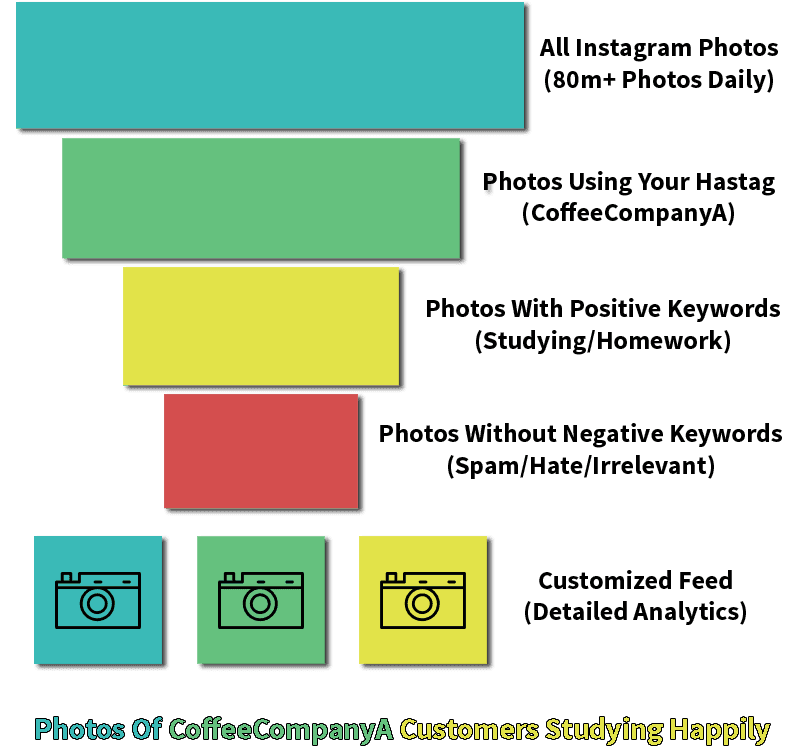 All Instagram Photos
(80m+ Photos Daily)
Photos Using Your Hastag
(CoffeeCompanyA)
Photos With Positive Keywords
(Studying/Homework)
Photos Without Negative Keywords
(Spam/Hate/Irrelevant)
Customized Feed
(Detailed Analytics)
Photos Of CoffeeCompanyA Customers Studying Happily